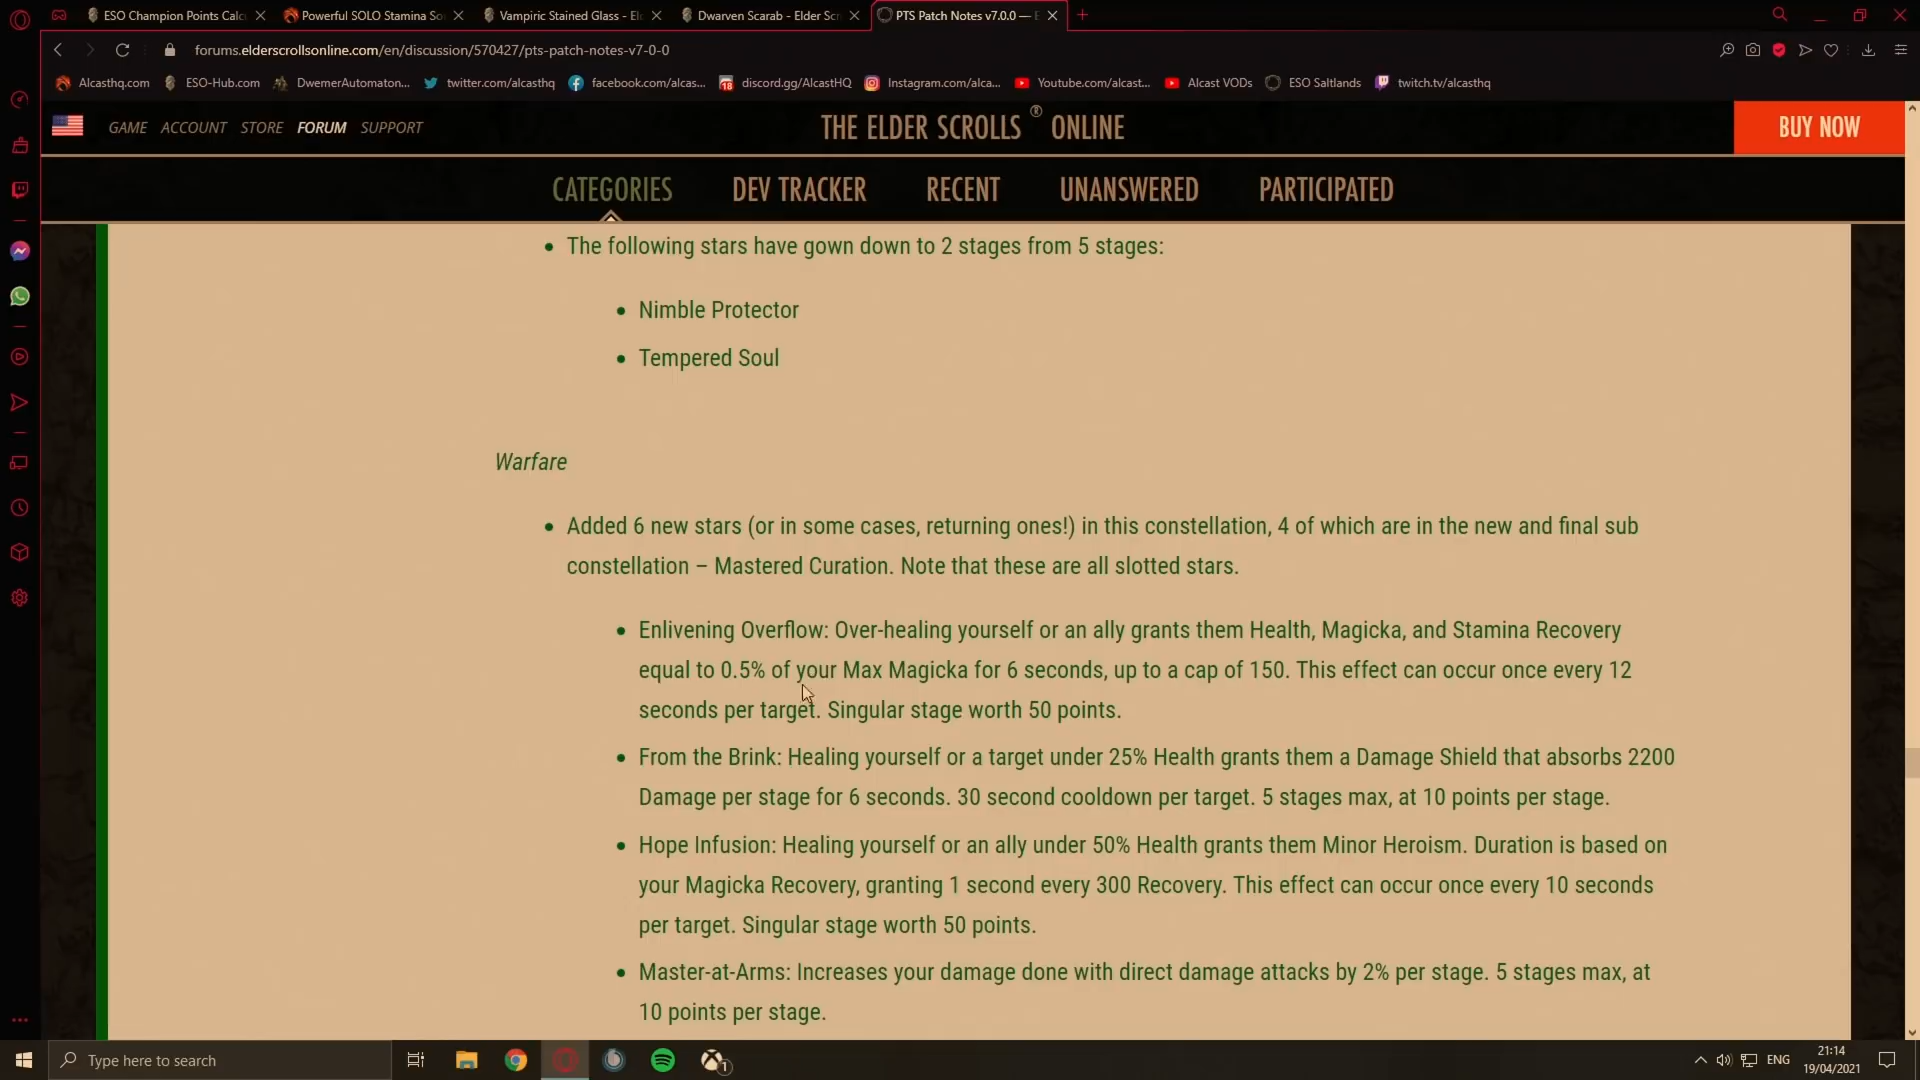 ESO Champion Points Calc
Powerful SOLO Stamina So
Vampiric Stained Glass - El
Dwarven Scarab - Elder Scr
PTS Patch Notes v7.0.0 — E
forums.elderscrollsonline.com/en/discussion/570427/pts-patch-notes-v7-0-0
Alcasthq.com
ESO-Hub.com
DwemerAutomaton...
twitter.com/alcasthq
facebook.com/alcas...
18
discord.gg/AlcastHQ
Instagram.com/alca...
Youtube.com/alcast...
Alcast VODs
ESO Saltlands
twitch.tv/alcasthq
GAME ACCOUNT STORE FORUM SUPPORT
THE ELDER SCROLLS ® ONLINE
BUY NOW
CATEGORIES DEV TRACKER RECENT UNANSWERED PARTICIPATED
• The following stars have gown down to 2 stages from 5 stages:
• Nimble Protector
• Tempered Soul
Warfare
• Added 6 new stars (or in some cases, returning ones!) in this constellation, 4 of which are in the new and final sub
constellation – Mastered Curation. Note that these are all slotted stars.
• Enlivening Overflow: Over-healing yourself or an ally grants them Health, Magicka, and Stamina Recovery
equal to 0.5% of your Max Magicka for 6 seconds, up to a cap of 150. This effect can occur once every 12
seconds per target. Singular stage worth 50 points.
• From the Brink: Healing yourself or a target under 25% Health grants them a Damage Shield that absorbs 2200
Damage per stage for 6 seconds. 30 second cooldown per target. 5 stages max, at 10 points per stage.
• Hope Infusion: Healing yourself or an ally under 50% Health grants them Minor Heroism. Duration is based on
your Magicka Recovery, granting 1 second every 300 Recovery. This effect can occur once every 10 seconds
per target. Singular stage worth 50 points.
• Master-at-Arms: Increases your damage done with direct damage attacks by 2% per stage. 5 stages max, at
10 points per stage.
Type here to search
1
ENG
21:14
19/04/2021